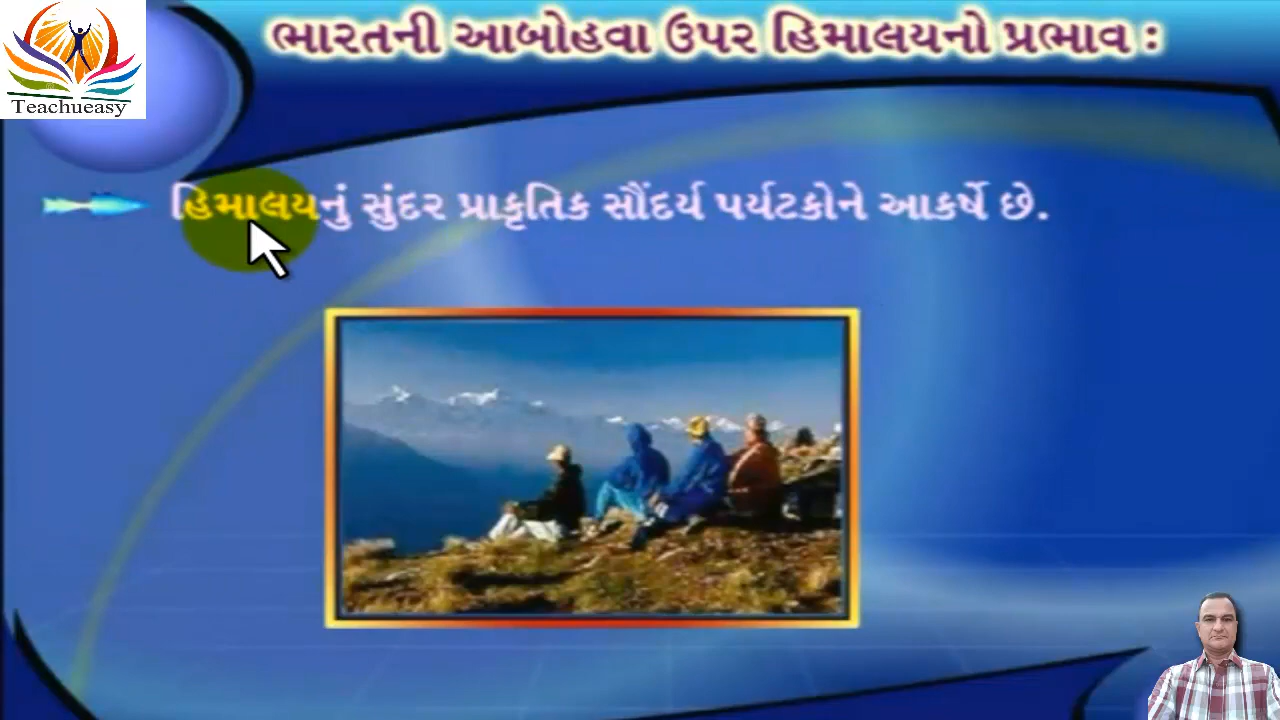 ભારતની આબોહવા ઉપર હિમાલયનો પ્રભાવ :
Teachueasy
હિમાલયનું સુંદર પ્રાકૃતિક સૌંદર્ય પર્યટકોને આકર્ષે છે.